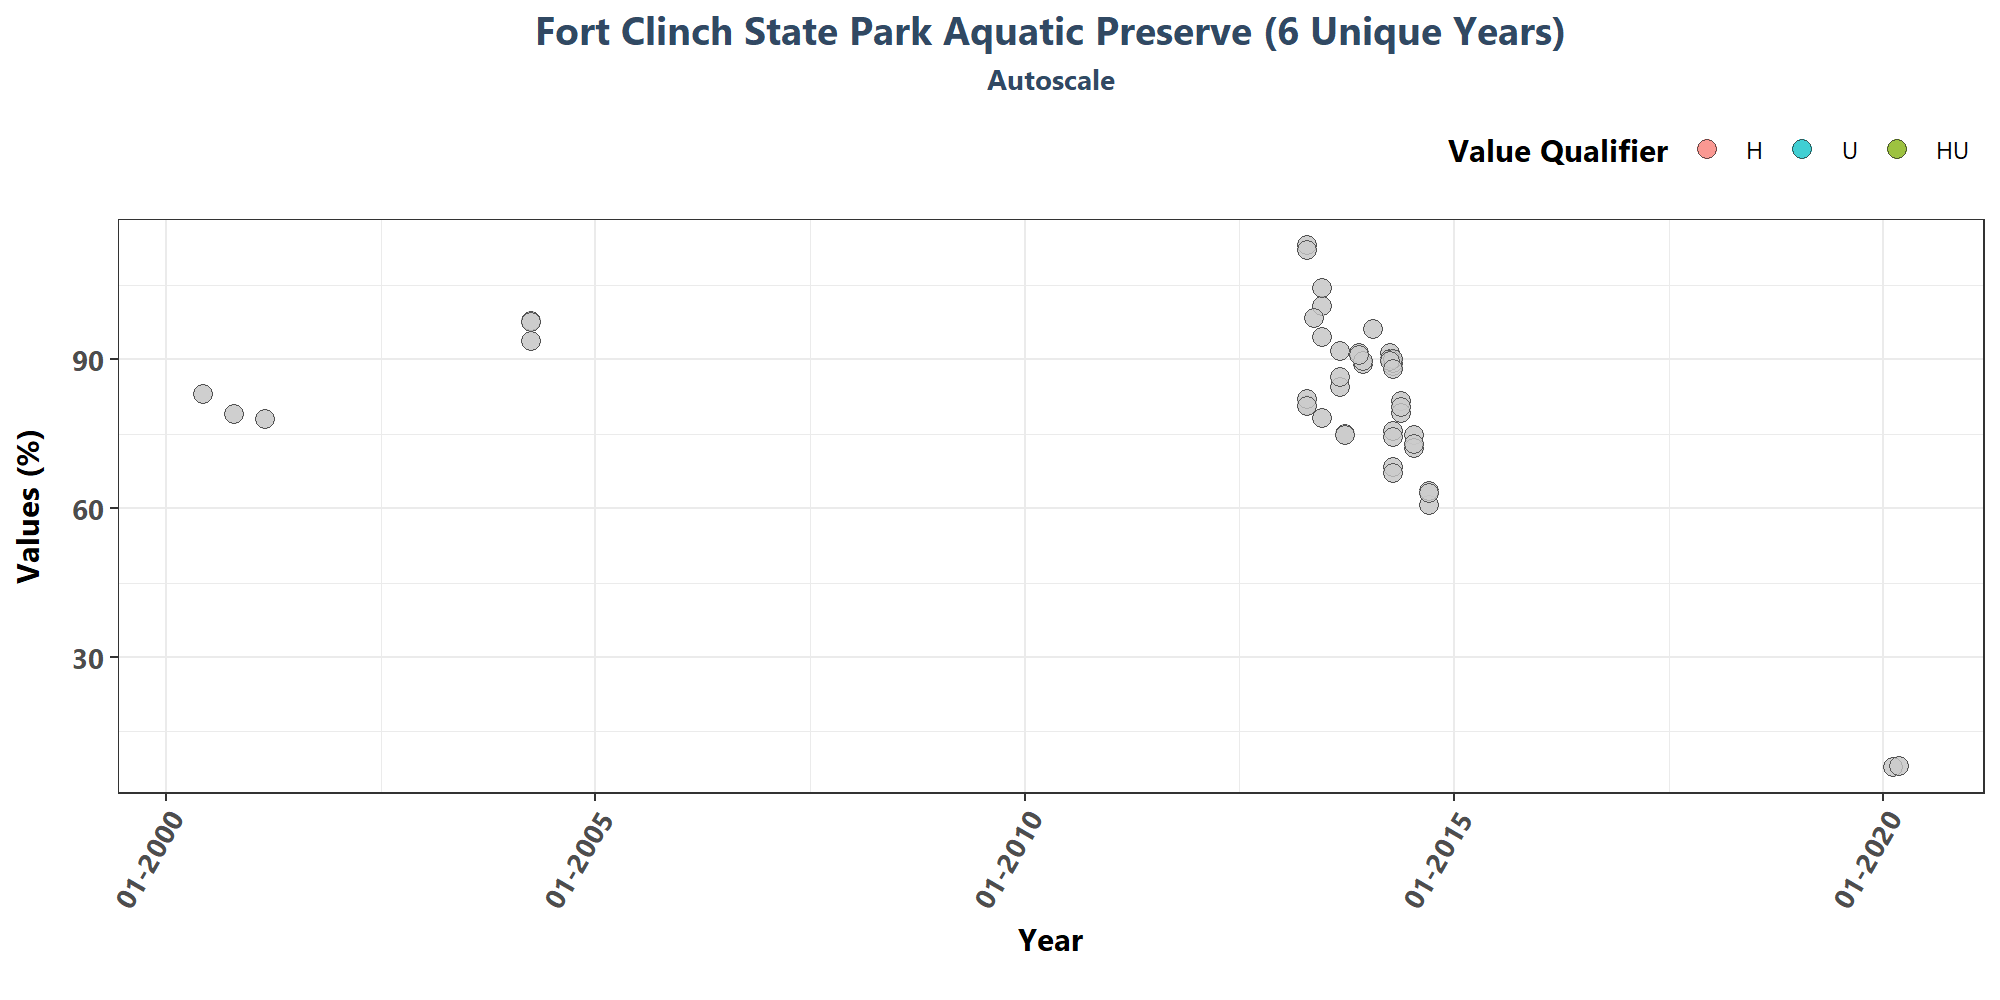 Fort Clinch State Park Aquatic Preserve (6 Unique Years)
Autoscale
Value Qualifier H U HU
Values (%)
90
60
30
01-2000 01-2005 01-2010 01-2015 01-2020
Year